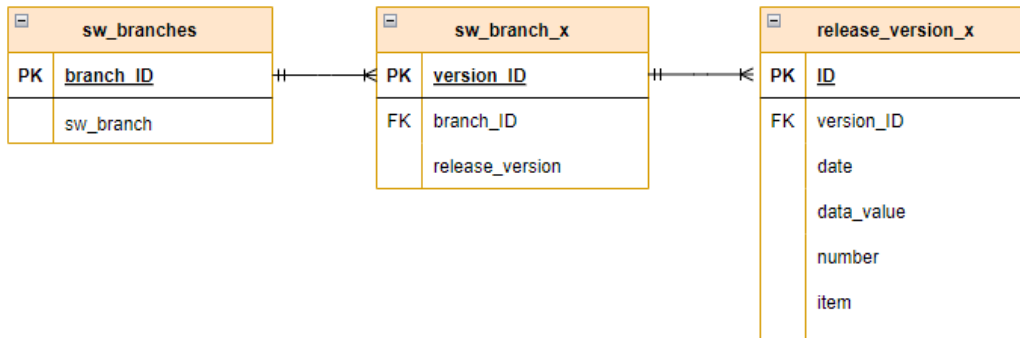 sw_branches
PK branch_ID
sw_branch
sw_branch_x
PK version_ID
FK branch_ID
release_version
release_version_x
PK ID
FK version_ID
date
data_value
number
item